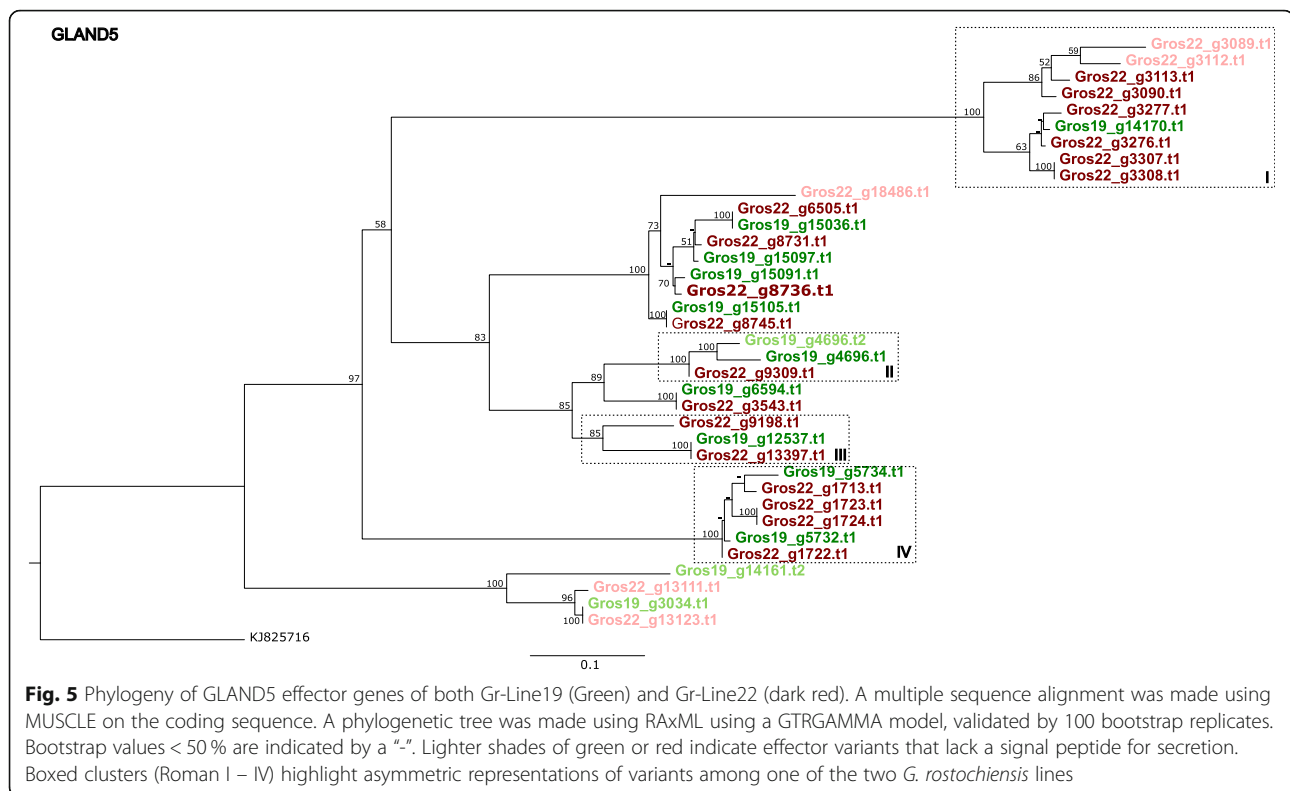 GLAND5
59
Gros22_g3089.t1
52
Gros22_g3112.t1
86
Gros22_g3113.t1
Gros22_g3090.t1
100
Gros22_g3277.t1
-
Gros19_g14170.t1
-
63
Gros22_g3276.t1
100
Gros22_g3307.t1
Gros22_g3308.t1
I
58
Gros22_g18486.t1
73
100
Gros22_g6505.t1
Gros19_g15036.t1
-
51
Gros22_g8731.t1
Gros19_g15097.t1
100
-
70
Gros19_g15091.t1
Gros22_g8736.t1
100
Gros19_g15105.t1
Gros22_g8745.t1
83
100
100
Gros19_g4696.t2
Gros19_g4696.t1
Gros22_g9309.t1
II
97
89
100
Gros19_g6594.t1
Gros22_g3543.t1
85
85
Gros22_g9198.t1
100
Gros19_g12537.t1
Gros22_g13397.t1
III
-
Gros19_g5734.t1
Gros22_g1713.t1
-
100
Gros22_g1723.t1
Gros22_g1724.t1
100
Gros19_g5732.t1
Gros22_g1722.t1
IV
100
Gros19_g14161.t2
96
Gros22_g13111.t1
100
Gros19_g3034.t1
Gros22_g13123.t1
KJ825716
0.1
Fig. 5 Phylogeny of GLAND5 effector genes of both Gr-Line19 (Green) and Gr-Line22 (dark red). A multiple sequence alignment was made using
MUSCLE on the coding sequence. A phylogenetic tree was made using RAxML using a GTRGAMMA model, validated by 100 bootstrap replicates.
Bootstrap values < 50 % are indicated by a “-”. Lighter shades of green or red indicate effector variants that lack a signal peptide for secretion.
Boxed clusters (Roman I – IV) highlight asymmetric representations of variants among one of the two G. rostochiensis lines